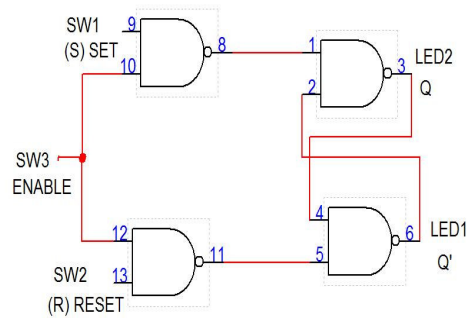 SW1
(S) SET
9
10
8
1
2
3
LED2
Q
SW3
ENABLE
12
13
11
4
5
6
LED1
Q'
SW2
(R) RESET